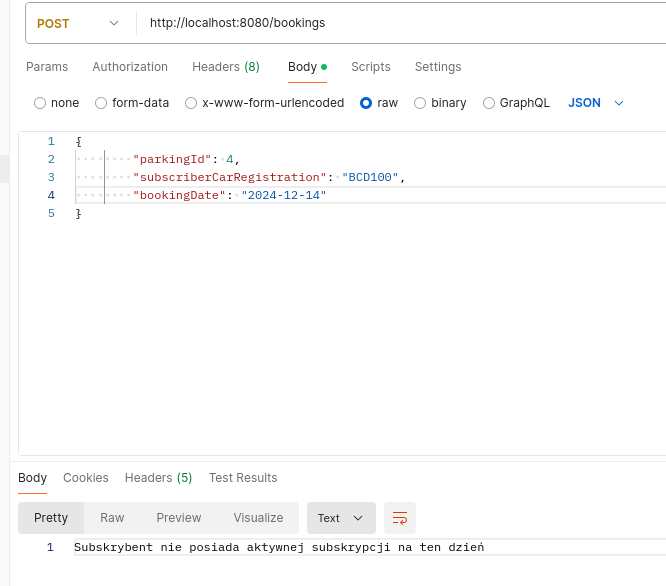 POST http://localhost:8080/bookings
Params Authorization Headers (8) Body Scripts Settings
none form-data x-www-form-urlencoded raw binary GraphQL JSON
1 {
2 "parkingId": 4,
3 "subscriberCarRegistration": "BCD100",
4 "bookingDate": "2024-12-14"
5 }
Body Cookies Headers (5) Test Results
Pretty Raw Preview Visualize Text
1 Subskrybent nie posiada aktywnej subskrypcji na ten dzień